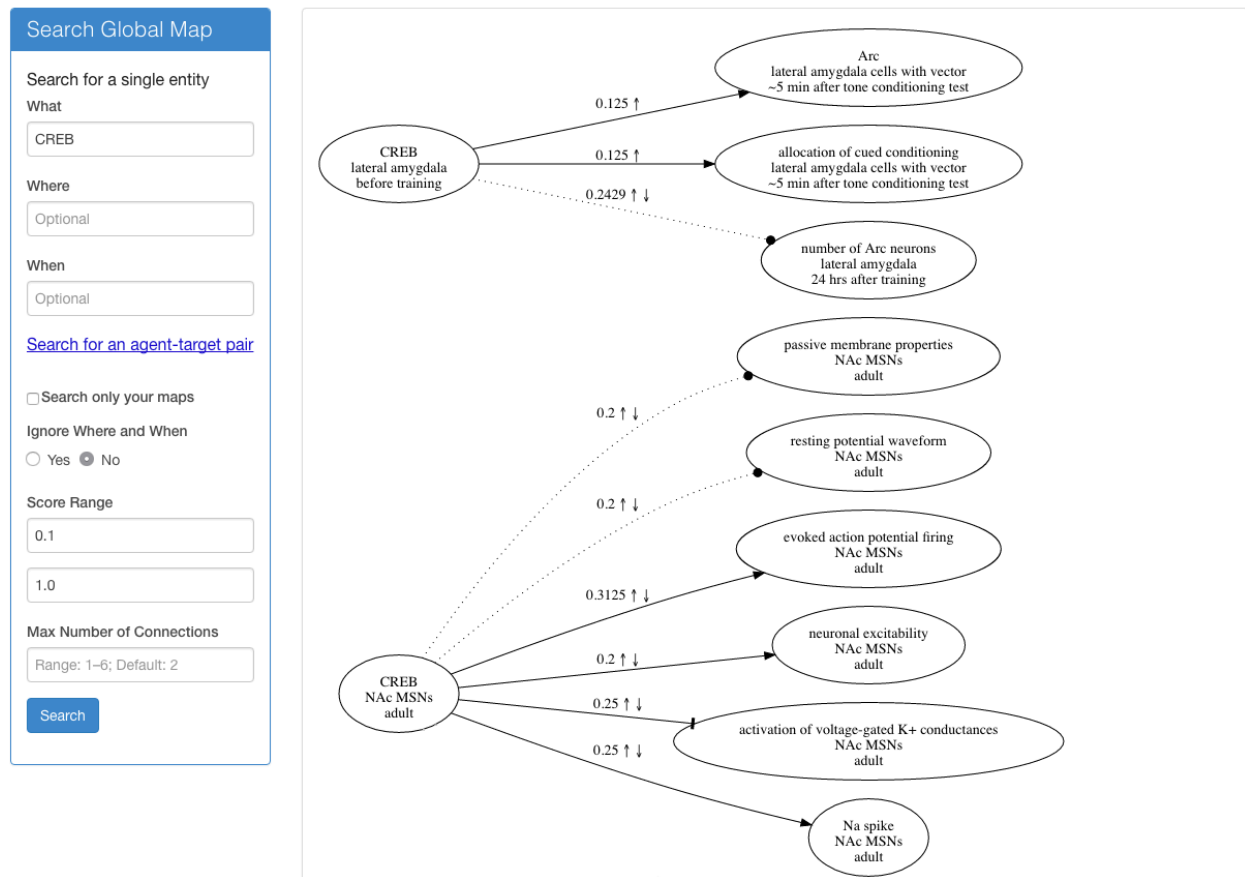 Search Global Map
Search for a single entity
What
CREB
Where
Optional
When
Optional
Search for an agent-target pair
Search only your maps
Ignore Where and When
Yes No
Score Range
0.1
1.0
Max Number of Connections
Range: 1–6; Default: 2
Search
CREB
lateral amygdala
before training
0.125 ↑
Arc
lateral amygdala cells with vector
~5 min after tone conditioning test
0.125 ↑
allocation of cued conditioning
lateral amygdala cells with vector
~5 min after tone conditioning test
0.2429 ↑ ↓
number of Arc neurons
lateral amygdala
24 hrs after training
CREB
NAc MSNs
adult
0.2 ↑ ↓
passive membrane properties
NAc MSNs
adult
0.2 ↑ ↓
resting potential waveform
NAc MSNs
adult
0.3125 ↑ ↓
evoked action potential firing
NAc MSNs
adult
0.2 ↑ ↓
neuronal excitability
NAc MSNs
adult
0.25 ↑ ↓
activation of voltage-gated K+ conductances
NAc MSNs
adult
0.25 ↑ ↓
Na spike
NAc MSNs
adult